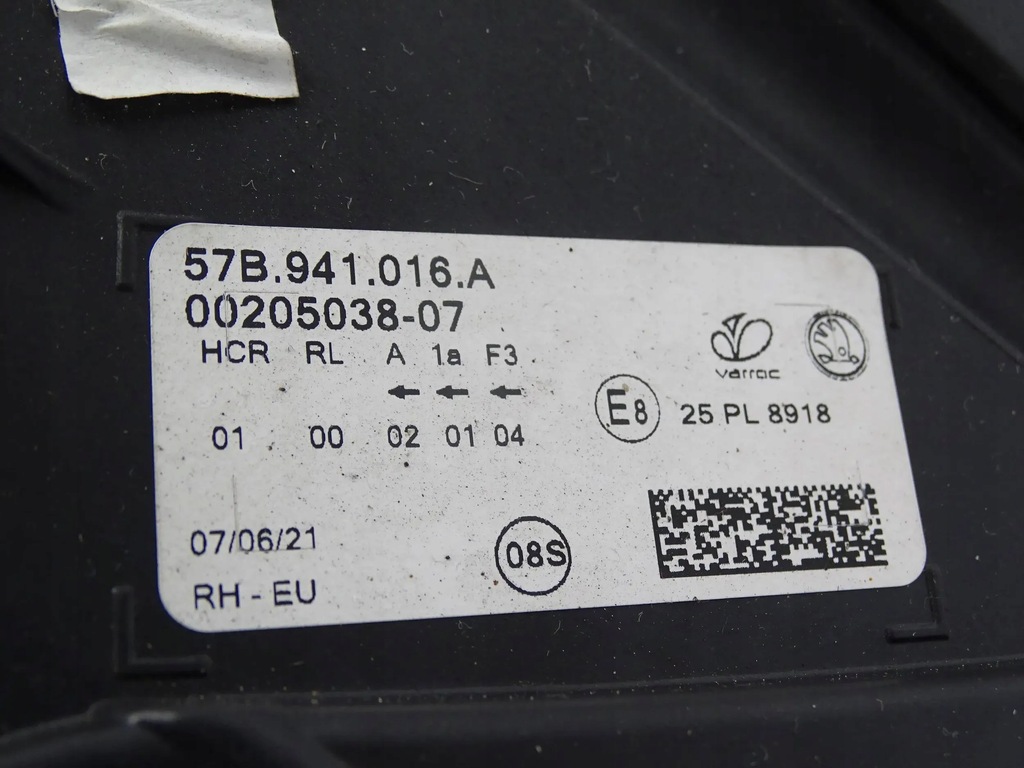 57B.941.016.A
00205038-07
HCR RL A 1a F3
← ← ←
01 00 02 01 04
varroc
E8 25 PL 8918
07/06/21
08S
RH - EU